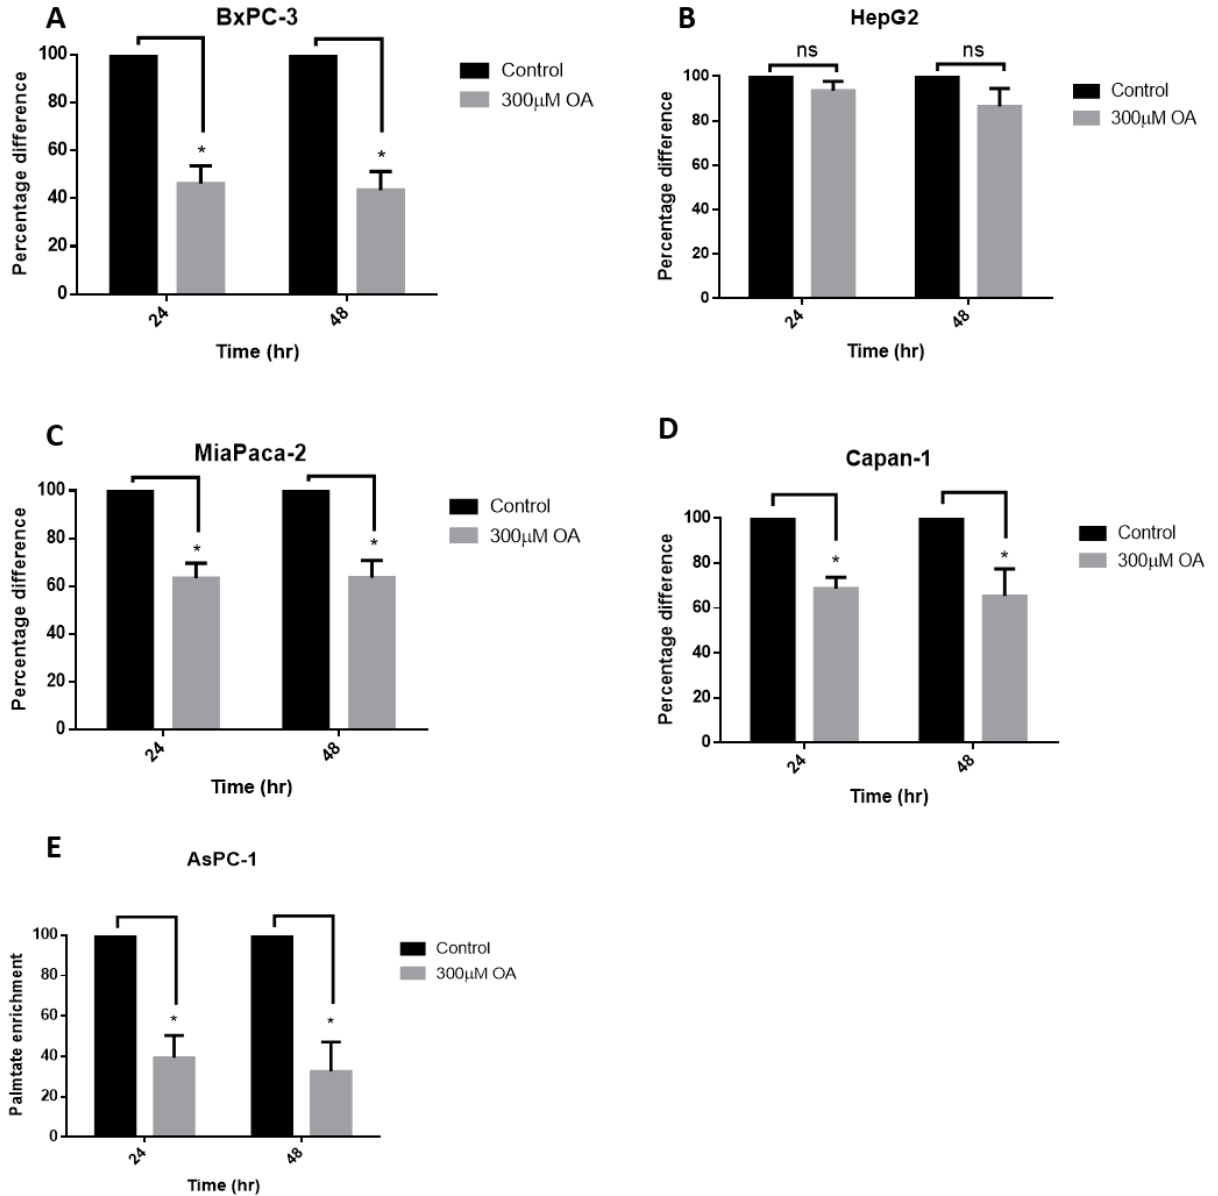 A
BxPC-3
Percentage difference
100
80
60
40
20
0
*
*
24
48
Time (hr)
Control
300μM OA
B
HepG2
Percentage difference
100
80
60
40
20
0
ns
ns
24
48
Time (hr)
Control
300μM OA
C
MiaPaca-2
Percentage difference
100
80
60
40
20
0
*
*
24
48
Time (hr)
Control
300μM OA
D
Capan-1
Percentage difference
100
80
60
40
20
0
*
*
24
48
Time (hr)
Control
300μM OA
E
AsPC-1
Palmtate enrichment
100
80
60
40
20
0
*
*
24
48
Time (hr)
Control
300μM OA